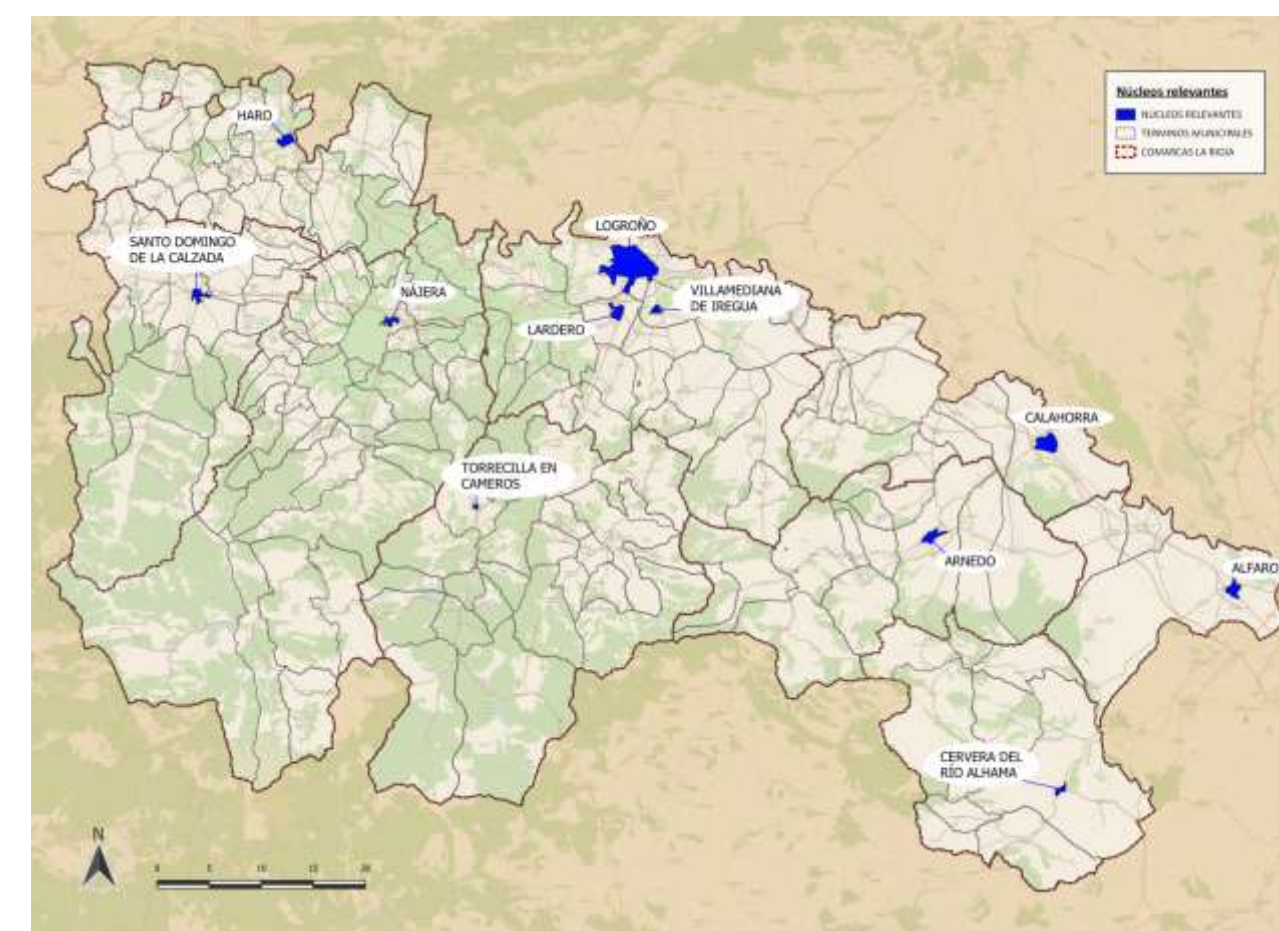 HARO
Núcleos relevantes
NÚCLEOS RELEVANTES
TÉRMINOS MUNICIPALES
COMARCAS LA RIOJA
LOGROÑO
SANTO DOMINGO
DE LA CALZADA
NÁJERA
VILLAMEDIANA
DE IREGUA
LARDERO
CALAHORRA
TORRECILLA EN
CAMEROS
ARNEDO
ALFARO
CERVERA DEL
RÍO ALHAMA
N
0 5 10 15 20